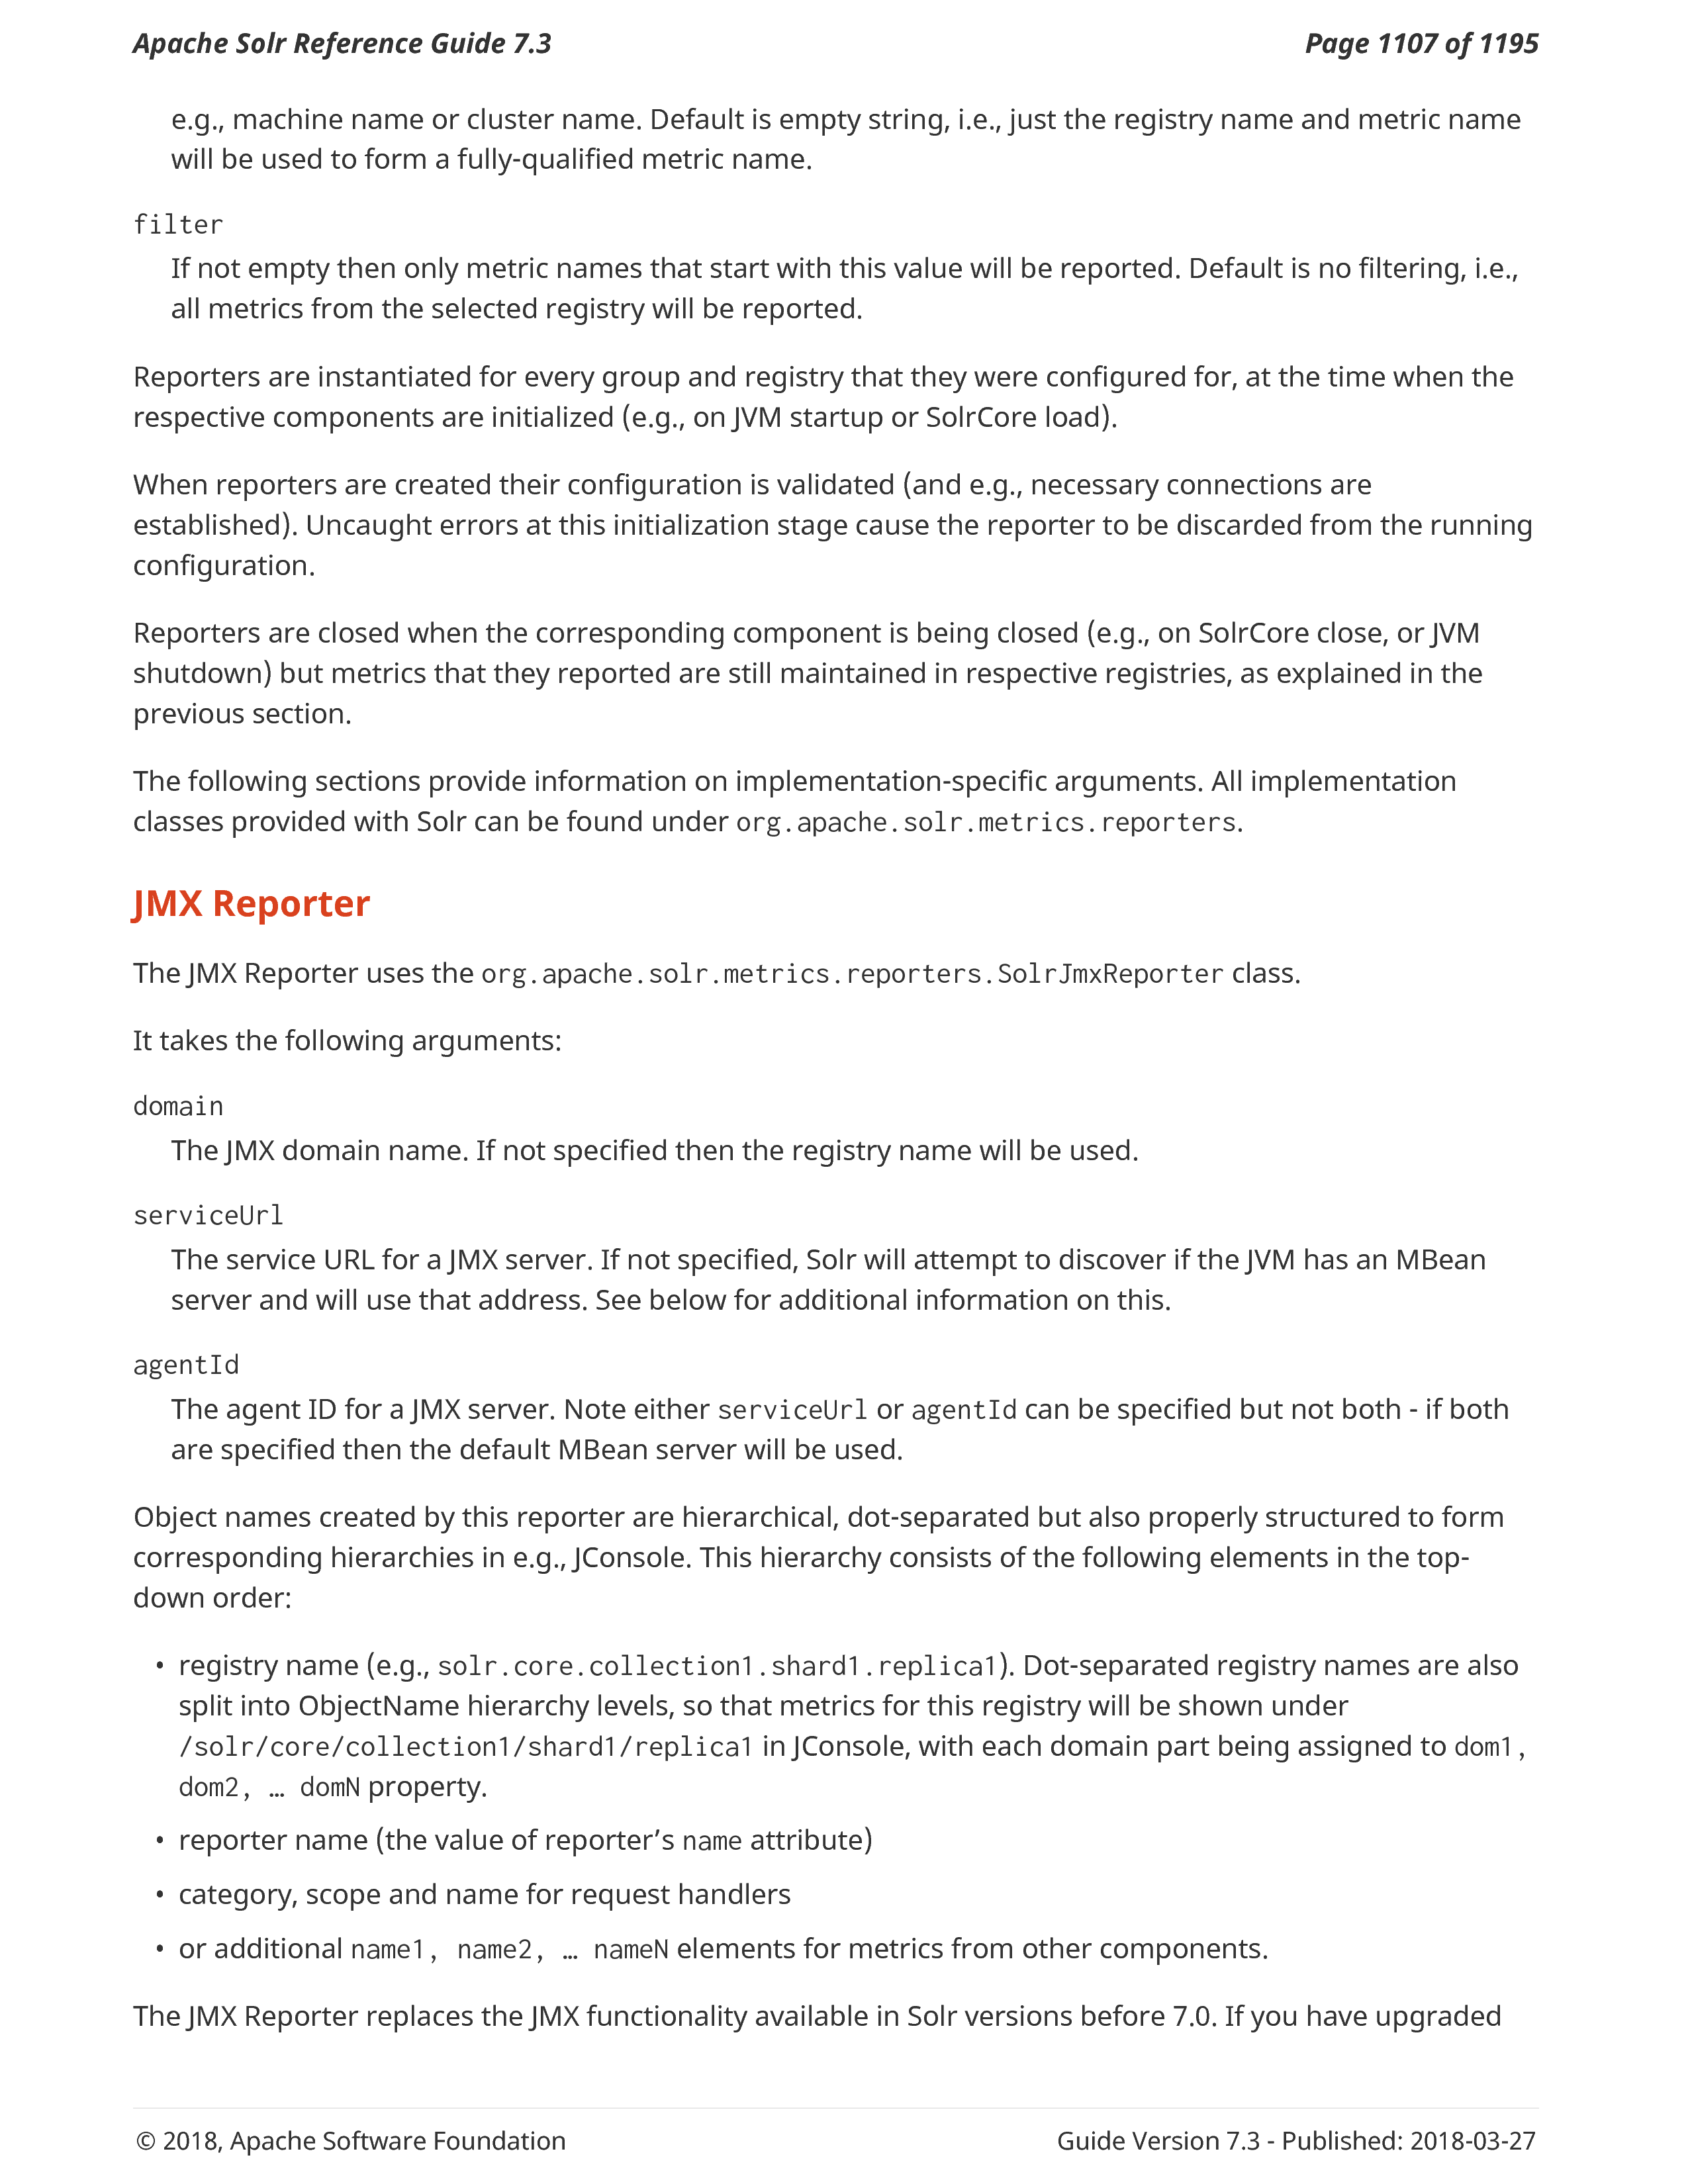 Apache Solr Reference Guide 7.3 Page 1107 of 1195
e.g., machine name or cluster name. Default is empty string, i.e., just the registry name and metric name
will be used to form a fully-qualified metric name.
filter
If not empty then only metric names that start with this value will be reported. Default is no filtering, i.e.,
all metrics from the selected registry will be reported.
Reporters are instantiated for every group and registry that they were configured for, at the time when the
respective components are initialized (e.g., on JVM startup or SolrCore load).
When reporters are created their configuration is validated (and e.g., necessary connections are
established). Uncaught errors at this initialization stage cause the reporter to be discarded from the running
configuration.
Reporters are closed when the corresponding component is being closed (e.g., on SolrCore close, or JVM
shutdown) but metrics that they reported are still maintained in respective registries, as explained in the
previous section.
The following sections provide information on implementation-specific arguments. All implementation
classes provided with Solr can be found under org.apache.solr.metrics.reporters.
JMX Reporter
The JMX Reporter uses the org.apache.solr.metrics.reporters.SolrJmxReporter class.
It takes the following arguments:
domain
The JMX domain name. If not specified then the registry name will be used.
serviceUrl
The service URL for a JMX server. If not specified, Solr will attempt to discover if the JVM has an MBean
server and will use that address. See below for additional information on this.
agentId
The agent ID for a JMX server. Note either serviceUrl or agentId can be specified but not both - if both
are specified then the default MBean server will be used.
Object names created by this reporter are hierarchical, dot-separated but also properly structured to form
corresponding hierarchies in e.g., JConsole. This hierarchy consists of the following elements in the top-
down order:
• registry name (e.g., solr.core.collection1.shard1.replica1). Dot-separated registry names are also
split into ObjectName hierarchy levels, so that metrics for this registry will be shown under
/solr/core/collection1/shard1/replica1 in JConsole, with each domain part being assigned to dom1,
dom2, … domN property.
• reporter name (the value of reporter’s name attribute)
• category, scope and name for request handlers
• or additional name1, name2, … nameN elements for metrics from other components.
The JMX Reporter replaces the JMX functionality available in Solr versions before 7.0. If you have upgraded
© 2018, Apache Software Foundation Guide Version 7.3 - Published: 2018-03-27